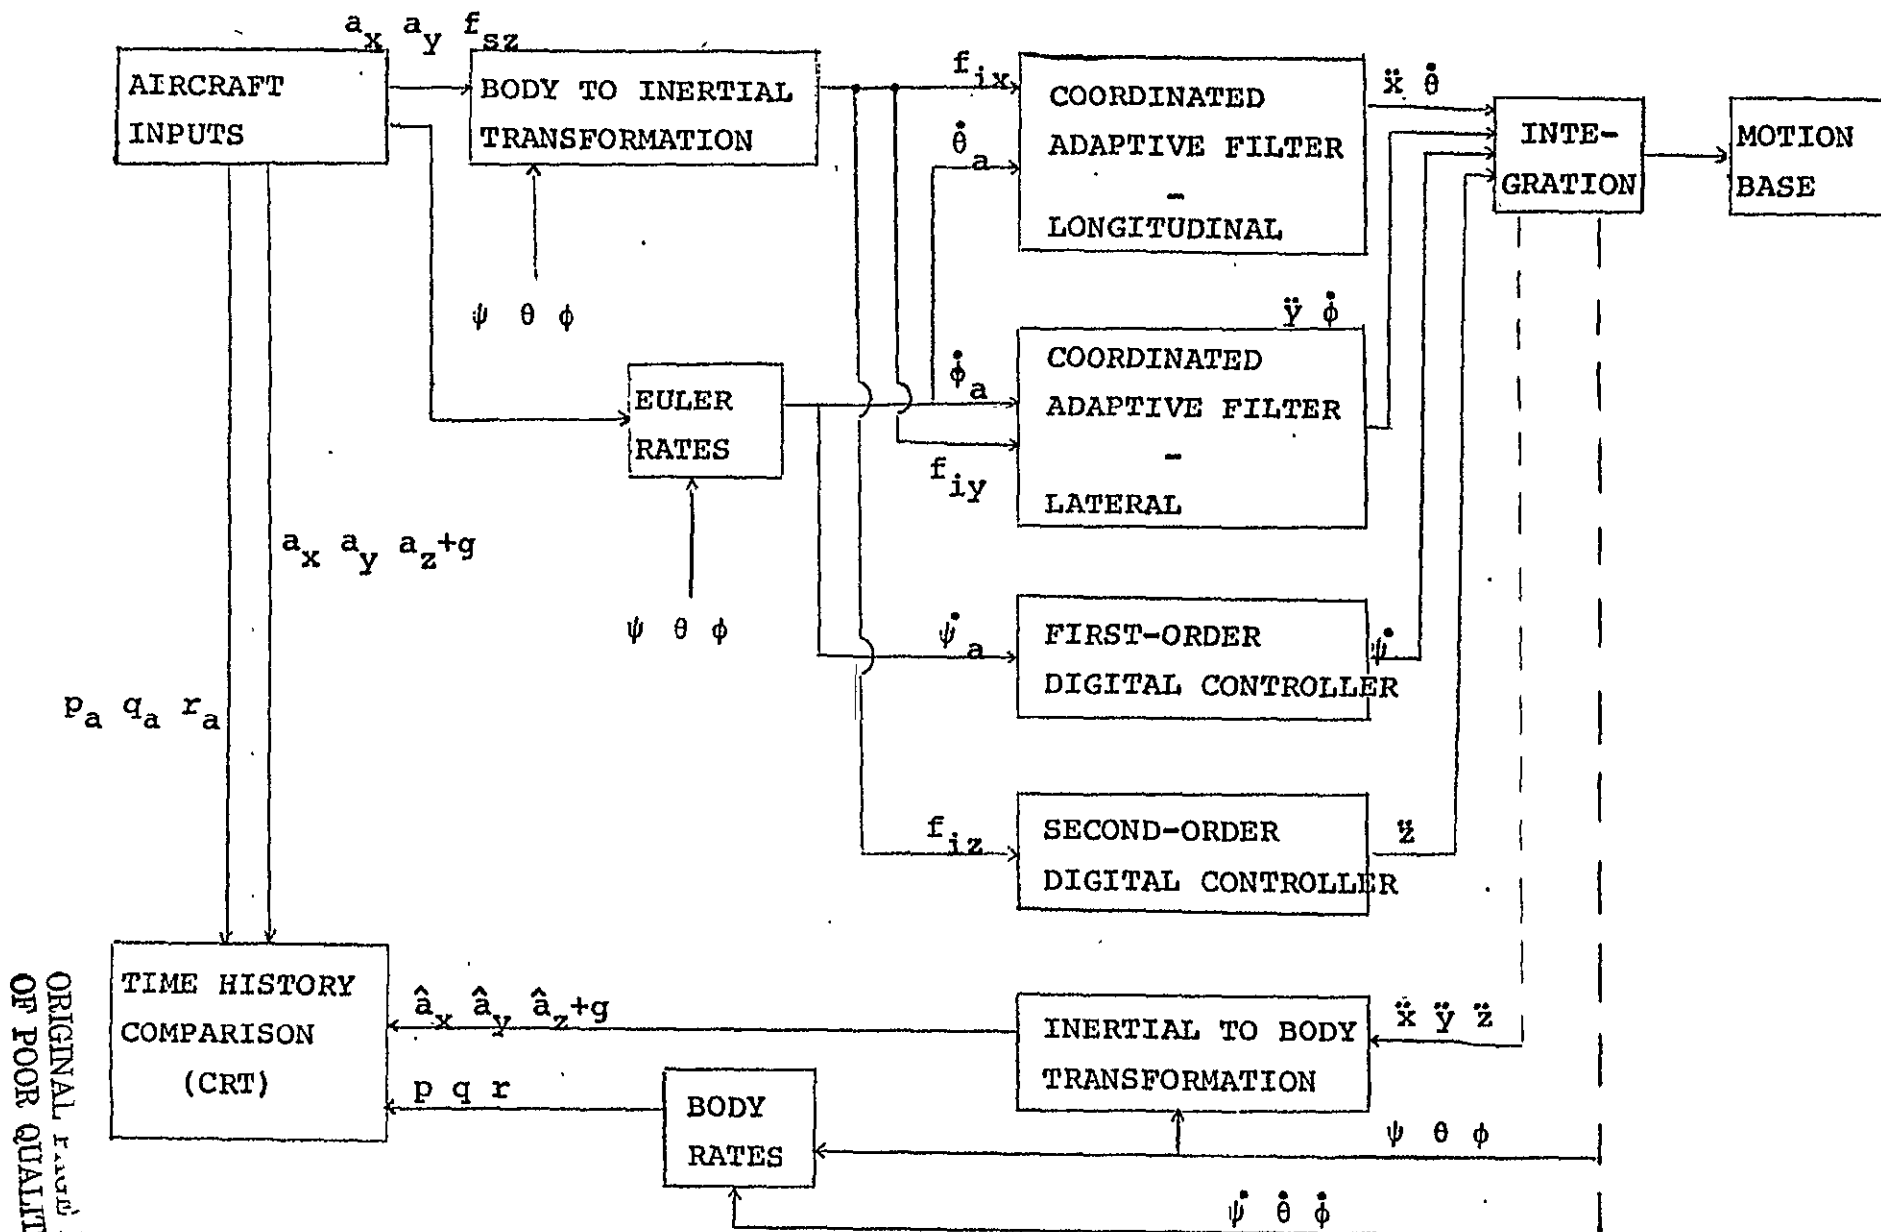 a_x a_y f_sz
AIRCRAFT
INPUTS
BODY TO INERTIAL
TRANSFORMATION
ψ θ φ
f_ix
θ̇_a
COORDINATED
ADAPTIVE FILTER
-
LONGITUDINAL
ẍ θ̇
INTE-
GRATION
MOTION
BASE
EULER
RATES
ψ θ φ
φ̇_a
f_iy
ÿ φ̇
COORDINATED
ADAPTIVE FILTER
-
LATERAL
a_x a_y a_z+g
p_a q_a r_a
ψ̇_a
FIRST-ORDER
DIGITAL CONTROLLER
ψ̇
f_iz
SECOND-ORDER
DIGITAL CONTROLLER
z̈
TIME HISTORY
COMPARISON
(CRT)
â_x â_y â_z+g
p q r
INERTIAL TO BODY
TRANSFORMATION
ẍ ÿ z̈
BODY
RATES
ψ θ φ
ψ̇ θ̇ φ̇
ORIGINAL
OF POOR